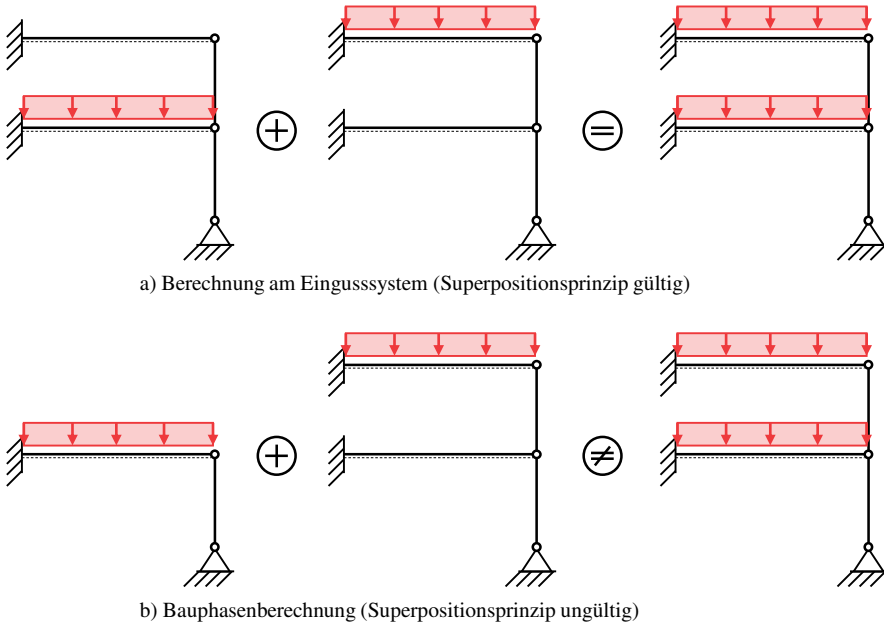 a) Berechnung am Eingusssystem (Superpositionsprinzip gültig)
b) Bauphasenberechnung (Superpositionsprinzip ungültig)